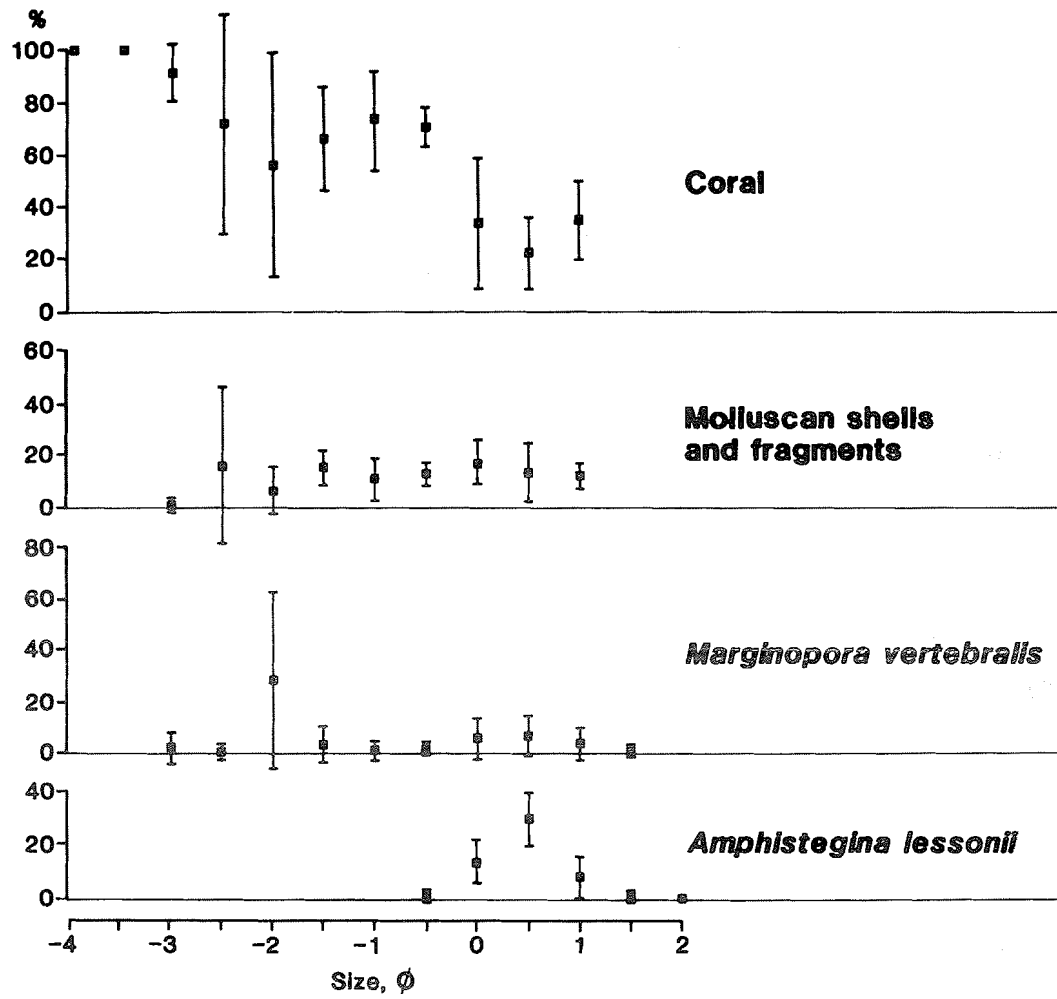 %
100
80
60
40
20
0
Coral
60
40
20
0
Molluscan shells
and fragments
80
60
40
20
0
Marginopora vertebralis
40
20
0
Amphistegina lessonii
-4 -3 -2 -1 0 1 2
Size, Ø